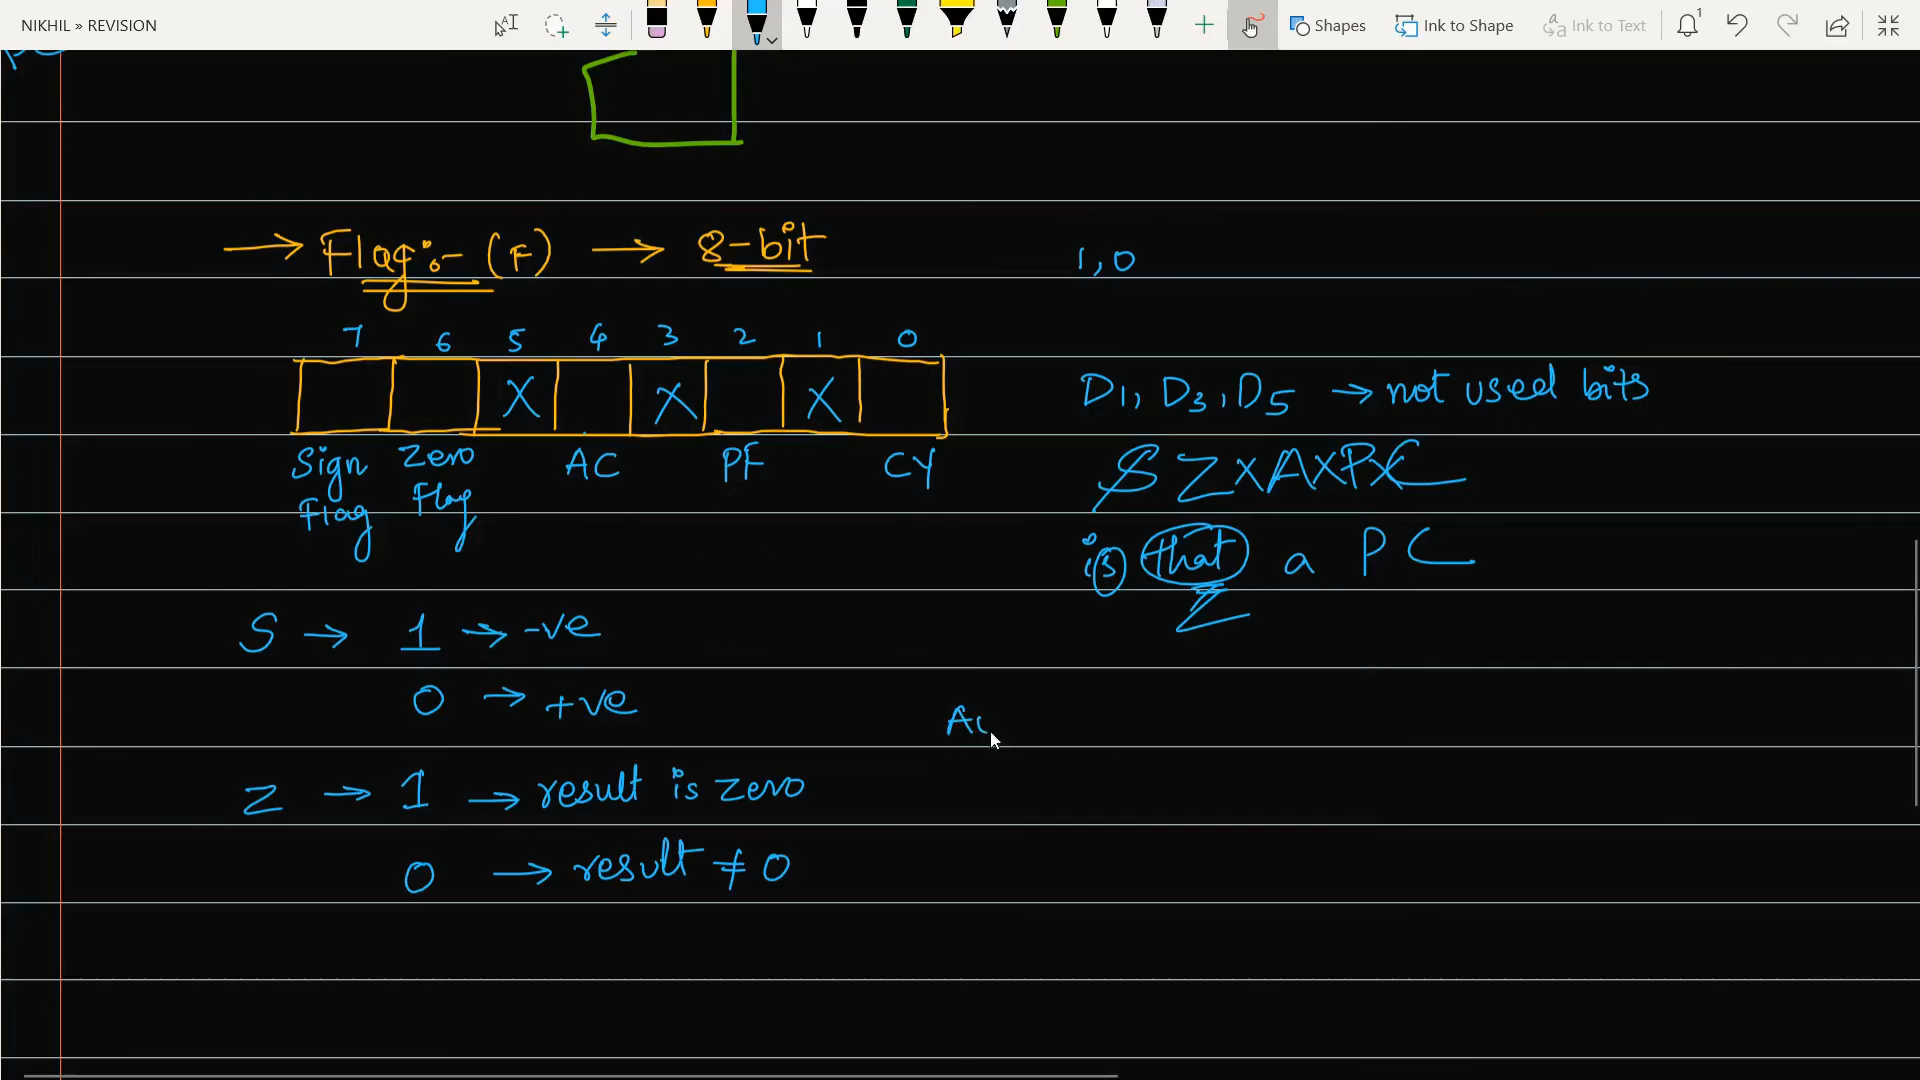 NIKHIL » REVISION
Shapes
Ink to Shape
Ink to Text
1
→ Flag:- (F) → 8-bit
1, 0
7 6 5 4 3 2 1 0
X X X
D1, D3, D5 → not used bits
Sign Flag
Zero Flag
AC
PF
CY
S Z X A X P X C
is that a P C
Z
S → 1 → -ve
0 → +ve
AC
Z → 1 → result is zero
0 → result ≠ 0